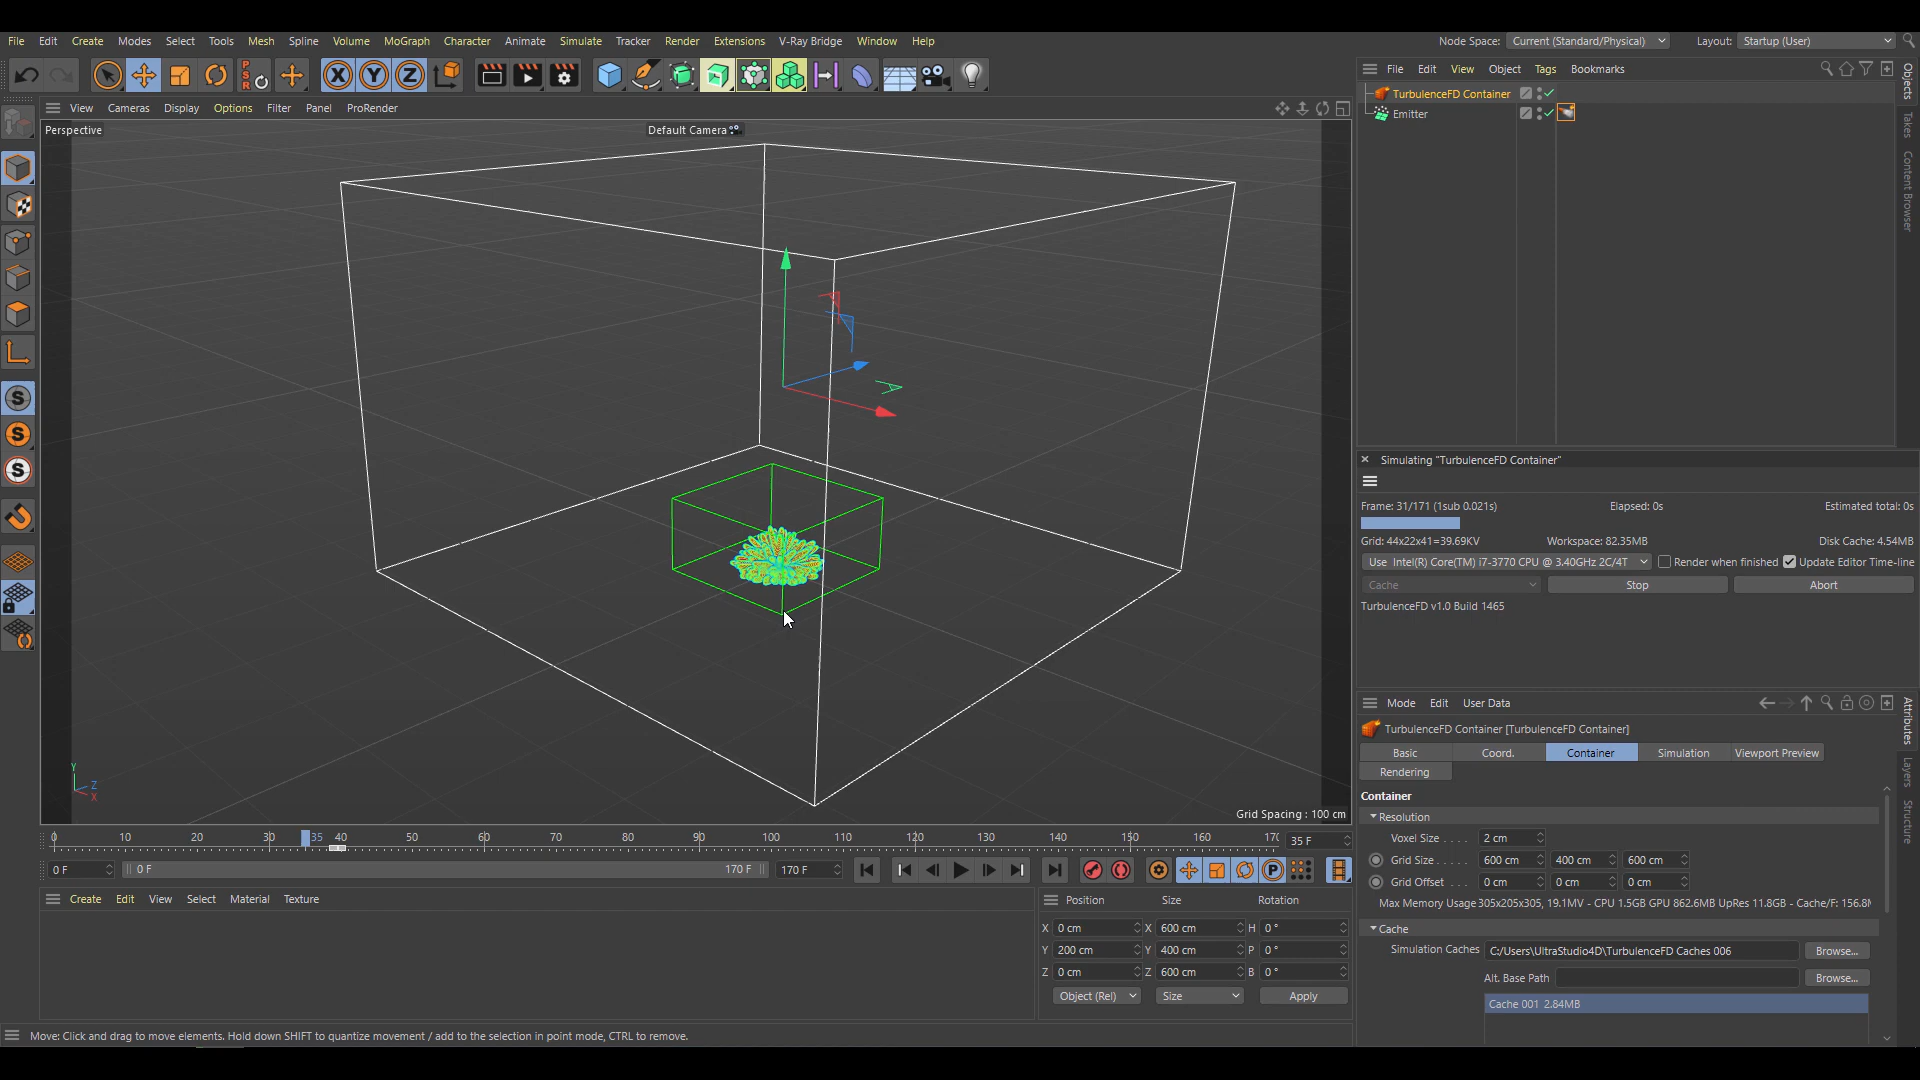 File Edit Create Modes Select Tools Mesh Spline Volume MoGraph Character Animate Simulate Tracker Render Extensions V-Ray Bridge Window Help Node Space: Current (Standard/Physical) Layout: Startup (User)
File Edit View Object Tags Bookmarks
View Cameras Display Options Filter Panel ProRender
Perspective
Default Camera
TurbulenceFD Container
Emitter
Objects
Takes
Content Browser
Simulating "TurbulenceFD Container"
Frame: 31/171 (1sub 0.021s) Elapsed: 0s Estimated total: 0s
Grid: 44x22x41=39.69KV Workspace: 82.35MB Disk Cache: 4.54MB
Use Intel(R) Core(TM) i7-3770 CPU @ 3.40GHz 2C/4T Render when finished Update Editor Time-line
Cache Stop Abort
TurbulenceFD v1.0 Build 1465
Mode Edit User Data
TurbulenceFD Container [TurbulenceFD Container]
Basic Coord. Container Simulation Viewport Preview
Rendering
Container
Resolution
Voxel Size . . . . 2 cm
Grid Size . . . . . 600 cm 400 cm 600 cm
Grid Offset . . . 0 cm 0 cm 0 cm
Max Memory Usage 305x205x305, 19.1MV - CPU 1.5GB GPU 862.6MB UpRes 11.8GB - Cache/F: 156.8
Cache
Simulation Caches C:/Users\UltraStudio4D\TurbulenceFD Caches 006 Browse...
Alt. Base Path Browse...
Cache 001 2.84MB
Attributes
Layers
Structure
Y
Z
X
Grid Spacing : 100 cm
0 10 20 30 35 40 50 60 70 80 90 100 110 120 130 140 150 160 170 35 F
0 F 0 F 170 F 170 F
Create Edit View Select Material Texture
Position Size Rotation
X 0 cm X 600 cm H 0 °
Y 200 cm Y 400 cm P 0 °
Z 0 cm Z 600 cm B 0 °
Object (Rel) Size Apply
Move: Click and drag to move elements. Hold down SHIFT to quantize movement / add to the selection in point mode, CTRL to remove.